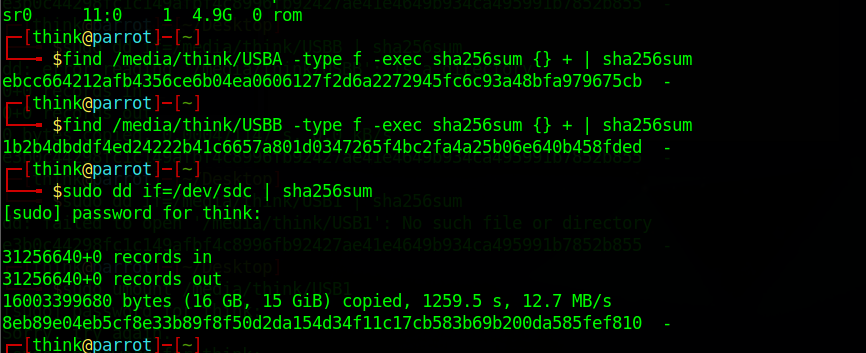 sr0 11:0 1 4.9G 0 rom
┌─[think@parrot]─[~]
└──╼ $find /media/think/USBA -type f -exec sha256sum {} + | sha256sum
ebcc664212afb4356ce6b04ea0606127f2d6a2272945fc6c93a48bfa979675cb -
┌─[think@parrot]─[~]
└──╼ $find /media/think/USBB -type f -exec sha256sum {} + | sha256sum
1b2b4dbddf4ed24222b41c6657a801d0347265f4bc2fa4a25b06e640b458fded -
┌─[think@parrot]─[~]
└──╼ $sudo dd if=/dev/sdc | sha256sum
[sudo] password for think:
31256640+0 records in
31256640+0 records out
16003399680 bytes (16 GB, 15 GiB) copied, 1259.5 s, 12.7 MB/s
8eb89e04eb5cf8e33b89f8f50d2da154d34f11c17cb583b69b200da585fef810 -
┌─[think@parrot]─[~]